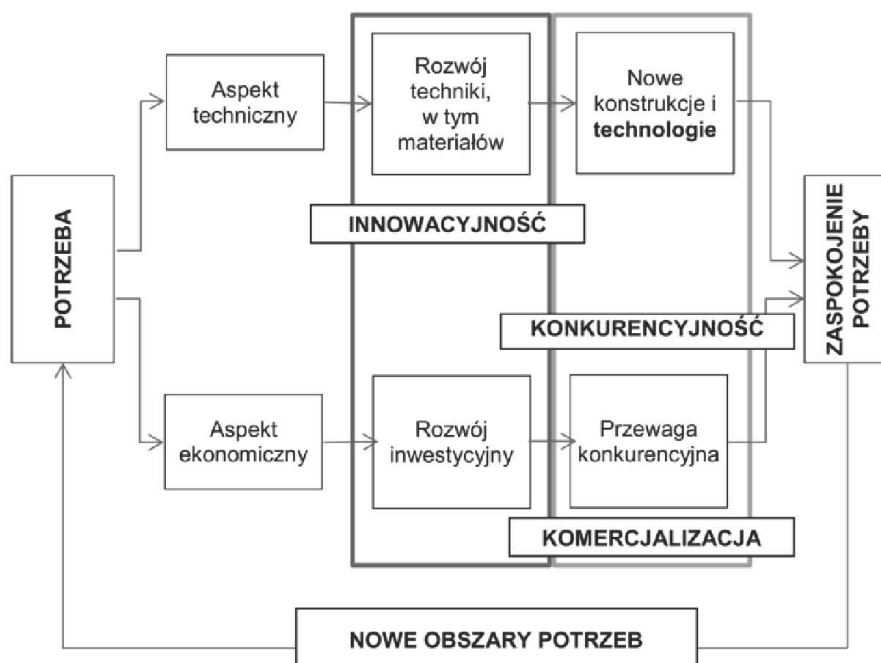 POTRZEBA
Aspekt
techniczny
Rozwój
techniki,
w tym
materiałów
Nowe
konstrukcje i
technologie
INNOWACYJNOŚĆ
KONKURENCYJNOŚĆ
ZASPOKOJENIE
POTRZEBY
Aspekt
ekonomiczny
Rozwój
inwestycyjny
Przewaga
konkurencyjna
KOMERCJALIZACJA
NOWE OBSZARY POTRZEB